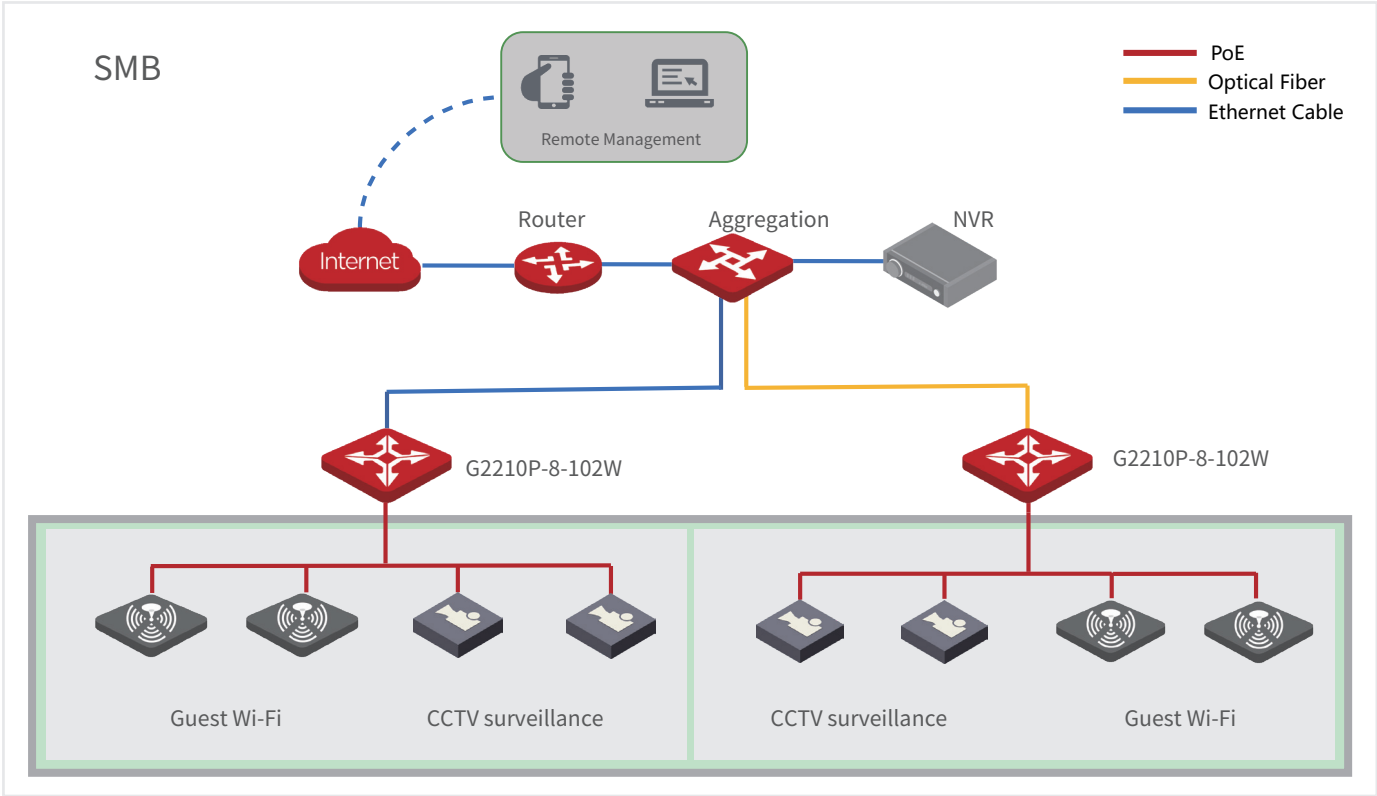 SMB
PoE
Optical Fiber
Ethernet Cable
Remote Management
Router
Aggregation
NVR
Internet
G2210P-8-102W
G2210P-8-102W
Guest Wi-Fi
CCTV surveillance
CCTV surveillance
Guest Wi-Fi